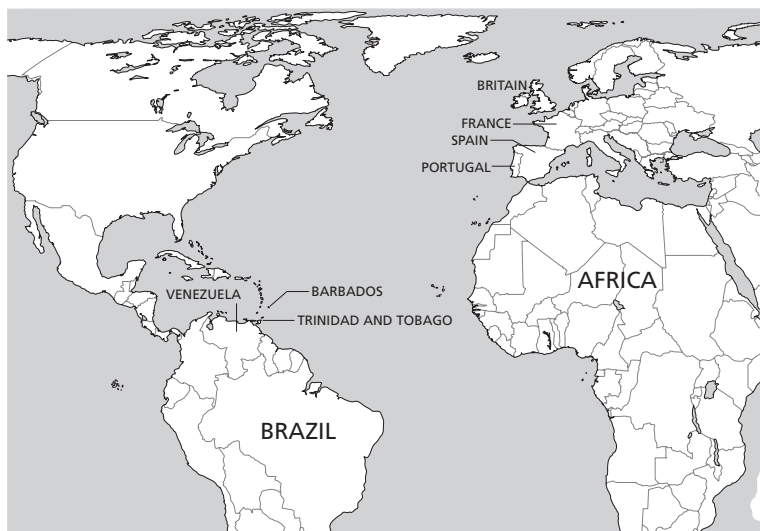 BRITAIN
FRANCE
SPAIN
PORTUGAL
AFRICA
VENEZUELA
BARBADOS
TRINIDAD AND TOBAGO
BRAZIL